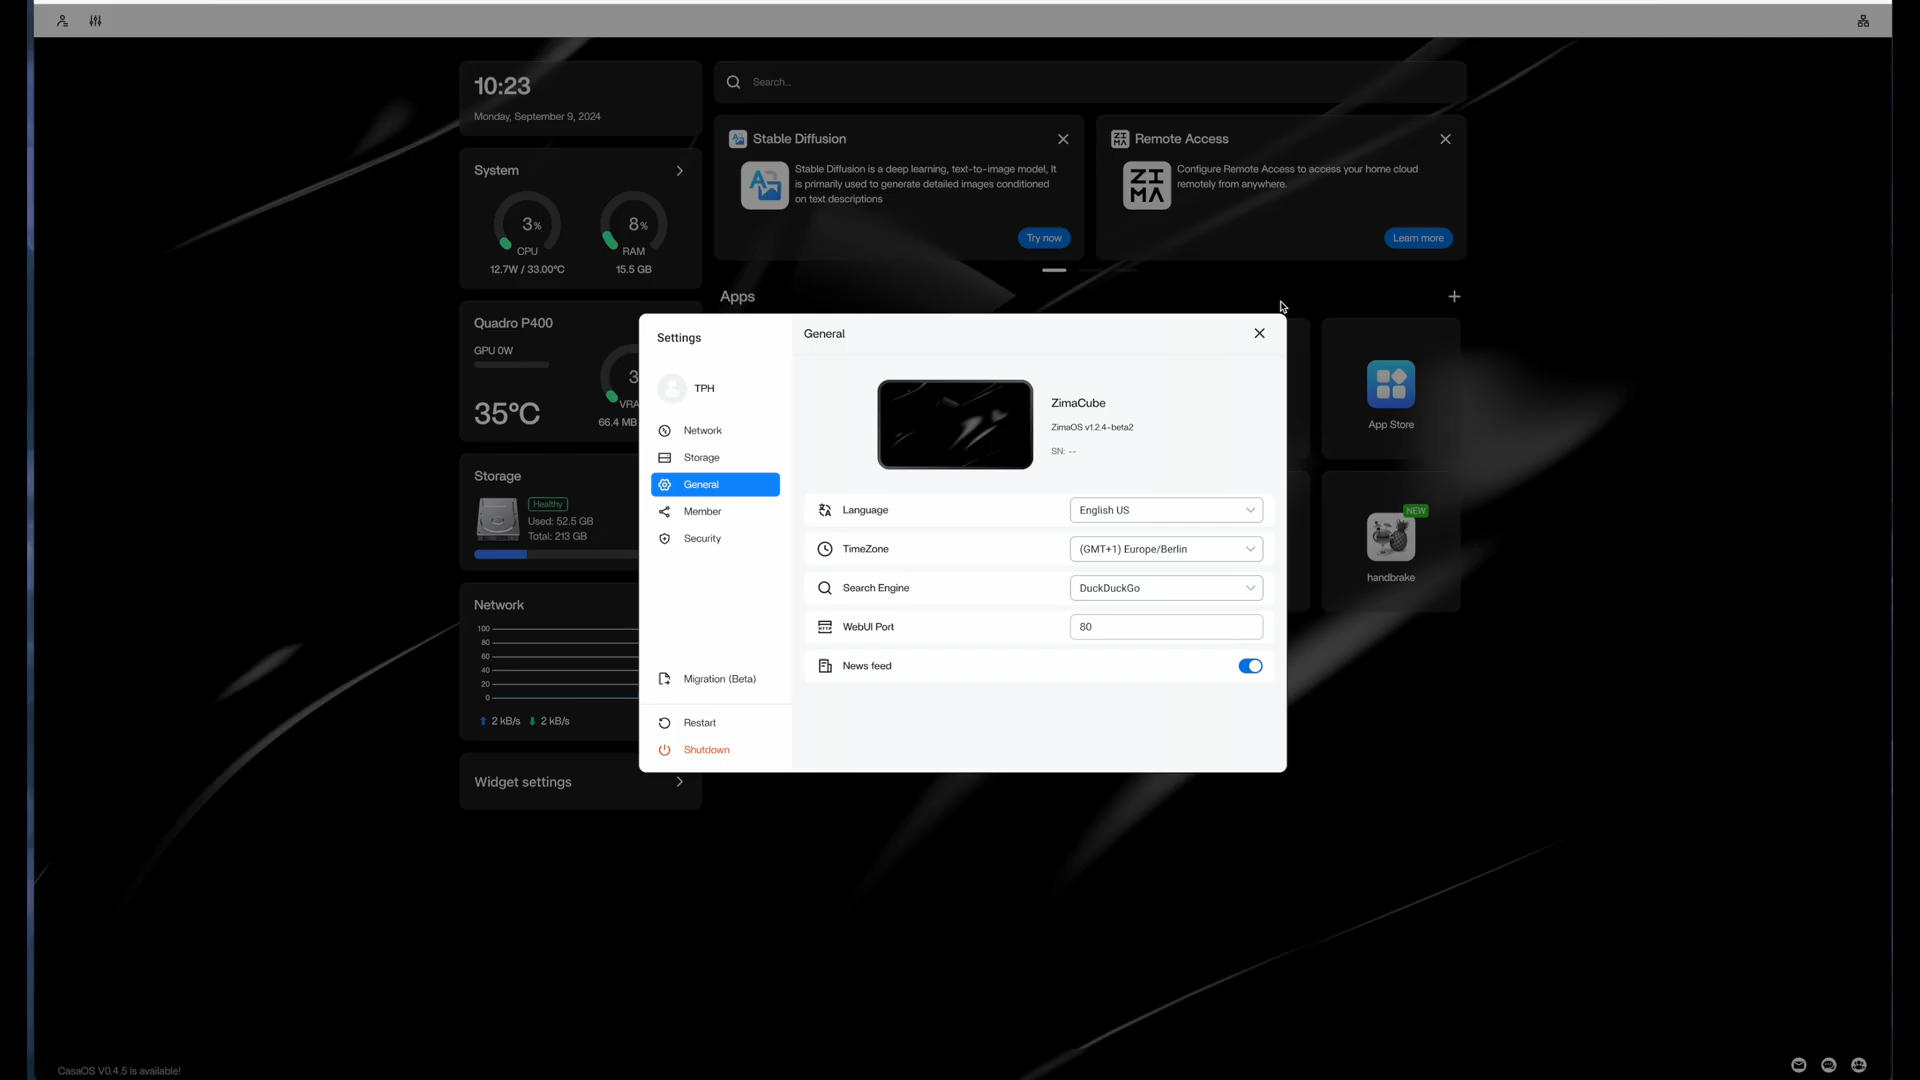 10:23
Monday, September 9, 2024
Search...
System
3%
CPU
12.7W / 33.00°C
8%
RAM
15.5 GB
Stable Diffusion
Stable Diffusion is a deep learning, text-to-image model, It
is primarily used to generate detailed images conditioned
on text descriptions
Try now
Remote Access
ZI
MA
ZI
MA
Configure Remote Access to access your home cloud
remotely from anywhere.
Learn more
Apps
Quadro P400
GPU 0W
35°C
3
VRA
66.4 MB
Storage
Healthy
Used: 52.5 GB
Total: 213 GB
Network
100
80
60
40
20
0
2 kB/s
2 kB/s
Widget settings
Settings
TPH
Network
Storage
General
Member
Security
Migration (Beta)
Restart
Shutdown
General
ZimaCube
ZimaOS v1.2.4-beta2
SN: --
Language
English US
TimeZone
(GMT+1) Europe/Berlin
Search Engine
DuckDuckGo
WebUI Port
80
News feed
App Store
NEW
handbrake
CasaOS V0.4.5 is available!